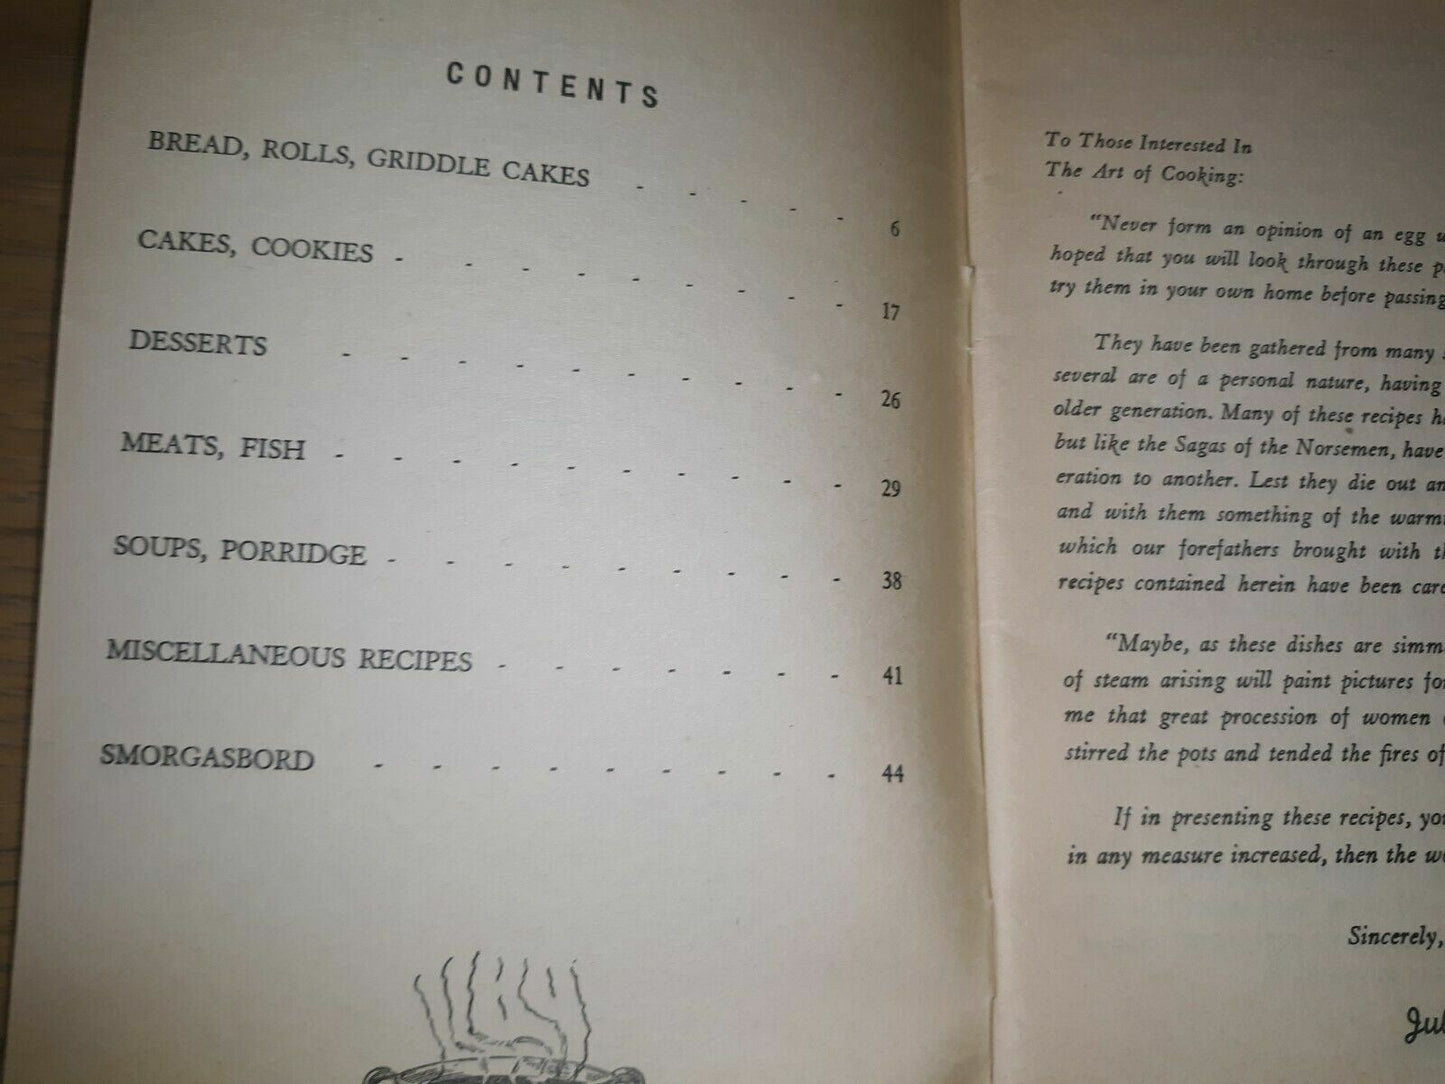 CONTENTS
BREAD, ROLLS, GRIDDLE CAKES - - - - - 6
CAKES, COOKIES - - - - - - - - - 17
DESSERTS - - - - - - - - - - 26
MEATS, FISH - - - - - - - - - - 29
SOUPS, PORRIDGE - - - - - - - - - 38
MISCELLANEOUS RECIPES - - - - - - - 41
SMORGASBORD - - - - - - - - - 44
To Those Interested In
The Art of Cooking:
"Never form an opinion of an egg
hoped that you will look through these
try them in your own home before passing
They have been gathered from many
several are of a personal nature, having
older generation. Many of these recipes
but like the Sagas of the Norsemen, have
eration to another. Lest they die out
and with them something of the
which our forefathers brought with
recipes contained herein have been
"Maybe, as these dishes are
of steam arising will paint pictures
me that great procession of women
stirred the pots and tended the fires of
If in presenting these recipes,
in any measure increased, then the
Sincerely,